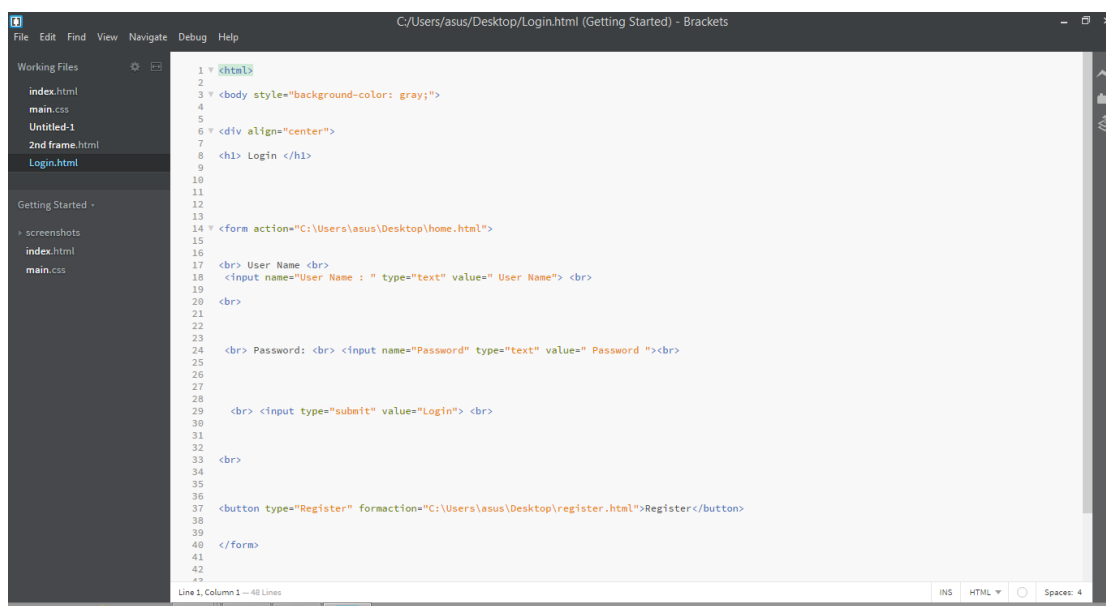 C:/Users/asus/Desktop/Login.html (Getting Started) - Brackets
File Edit Find View Navigate Debug Help
Working Files
index.html
main.css
Untitled-1
2nd frame.html
Login.html
Getting Started
screenshots
index.html
main.css
1 <html>
2
3 <body style="background-color: gray;">
4
5
6 <div align="center">
7
8 <h1> Login </h1>
9
10
11
12
13
14 <form action="C:\Users\asus\Desktop\home.html">
15
16
17 <br> User Name <br>
18 <input name="User Name : " type="text" value=" User Name"> <br>
19
20 <br>
21
22
23
24 <br> Password: <br> <input name="Password" type="text" value=" Password "><br>
25
26
27
28
29 <br> <input type="submit" value="Login"> <br>
30
31
32
33 <br>
34
35
36
37 <button type="Register" formaction="C:\Users\asus\Desktop\register.html">Register</button>
38
39
40 </form>
41
42
43
Line 1, Column 1 — 48 Lines
INS HTML Spaces: 4